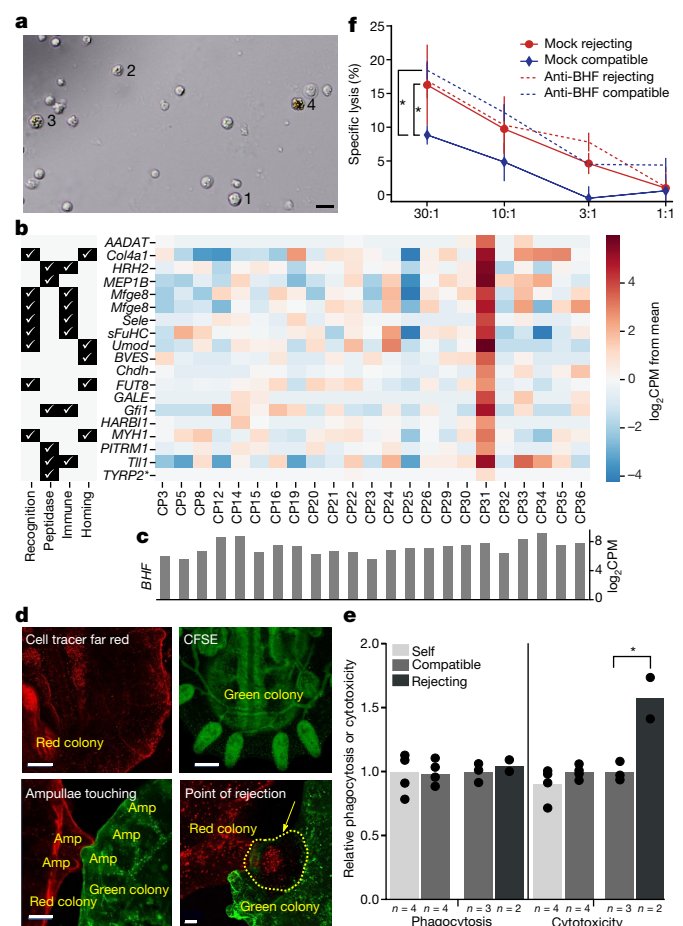 a
1
2
3
4
b
AADAT
Col4a1
HRH2
MEP1B
Mfge8
Mfge8
Sele
sFuHC
Umod
BVES
Chdh
FUT8
GALE
Gfi1
HARBI1
MYH1
PITRM1
Tll1
TYRP2
Recognition
Peptidase
Immune
Homing
CP3
CP5
CP8
CP12
CP14
CP15
CP16
CP19
CP20
CP21
CP22
CP23
CP24
CP25
CP26
CP29
CP30
CP31
CP32
CP33
CP34
CP35
CP36
4
2
0
−2
−4
log2CPM from mean
c
BHF
8
4
0
log2CPM
d
Cell tracer far red
Red colony
CFSE
Green colony
Ampullae touching
Amp
Amp
Amp
Amp
Red colony
Green colony
Point of rejection
Red colony
Green colony
e
Self
Compatible
Rejecting
*
Relative phagocytosis or cytotoxicity
2.0
1.5
1.0
0.5
0.0
n = 4
n = 4
n = 3
n = 2
n = 4
n = 4
n = 3
n = 2
Phagocytosis
Cytotoxicity
f
Specific lysis (%)
25
20
15
10
5
0
Mock rejecting
Mock compatible
Anti-BHF rejecting
Anti-BHF compatible
*
*
30:1
10:1
3:1
1:1